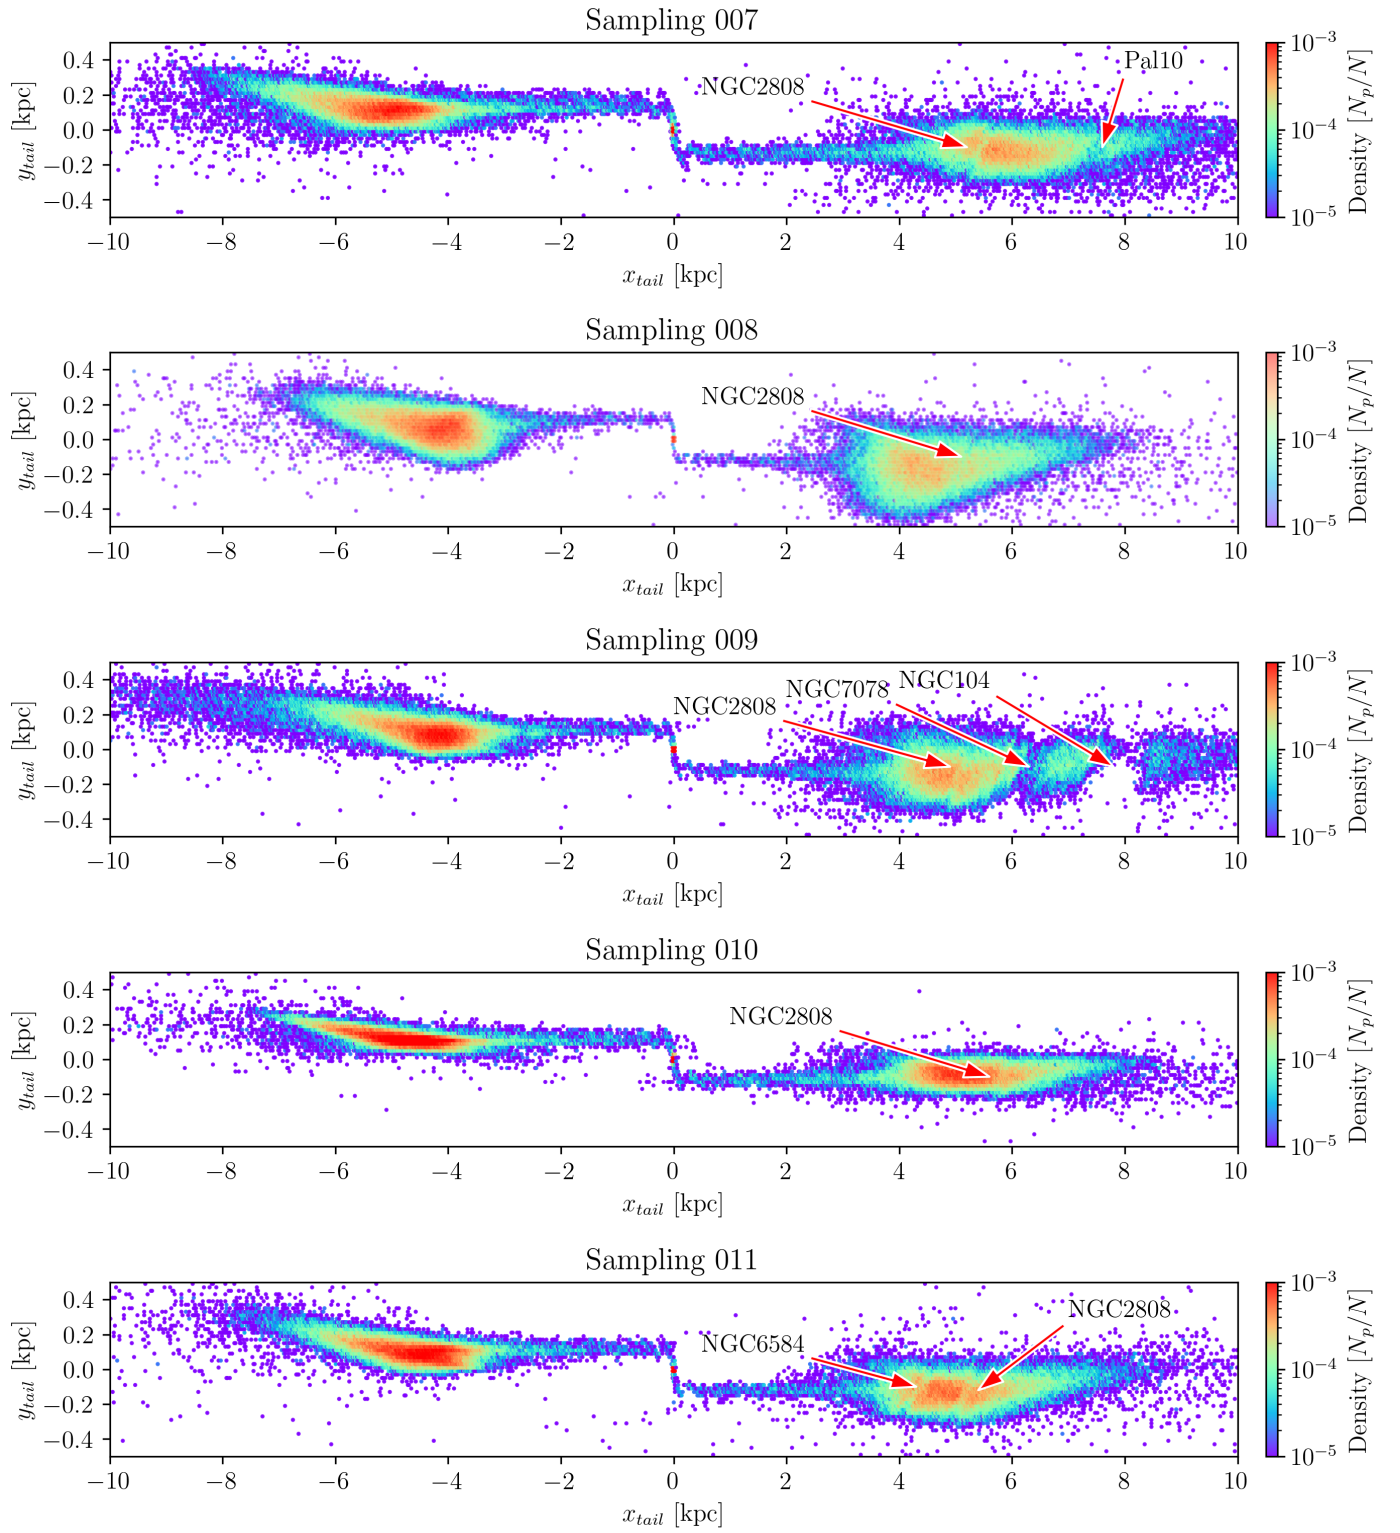 Sampling 007
NGC2808
Pal10
0.4
0.2
0.0
−0.2
−0.4
y_tail [kpc]
−10 −8 −6 −4 −2 0 2 4 6 8 10
x_tail [kpc]
10^−3
10^−4
10^−5
Density [N_p/N]
Sampling 008
NGC2808
0.4
0.2
0.0
−0.2
−0.4
y_tail [kpc]
−10 −8 −6 −4 −2 0 2 4 6 8 10
x_tail [kpc]
10^−3
10^−4
10^−5
Density [N_p/N]
Sampling 009
NGC2808
NGC7078
NGC104
0.4
0.2
0.0
−0.2
−0.4
y_tail [kpc]
−10 −8 −6 −4 −2 0 2 4 6 8 10
x_tail [kpc]
10^−3
10^−4
10^−5
Density [N_p/N]
Sampling 010
NGC2808
0.4
0.2
0.0
−0.2
−0.4
y_tail [kpc]
−10 −8 −6 −4 −2 0 2 4 6 8 10
x_tail [kpc]
10^−3
10^−4
10^−5
Density [N_p/N]
Sampling 011
NGC6584
NGC2808
0.4
0.2
0.0
−0.2
−0.4
y_tail [kpc]
−10 −8 −6 −4 −2 0 2 4 6 8 10
x_tail [kpc]
10^−3
10^−4
10^−5
Density [N_p/N]